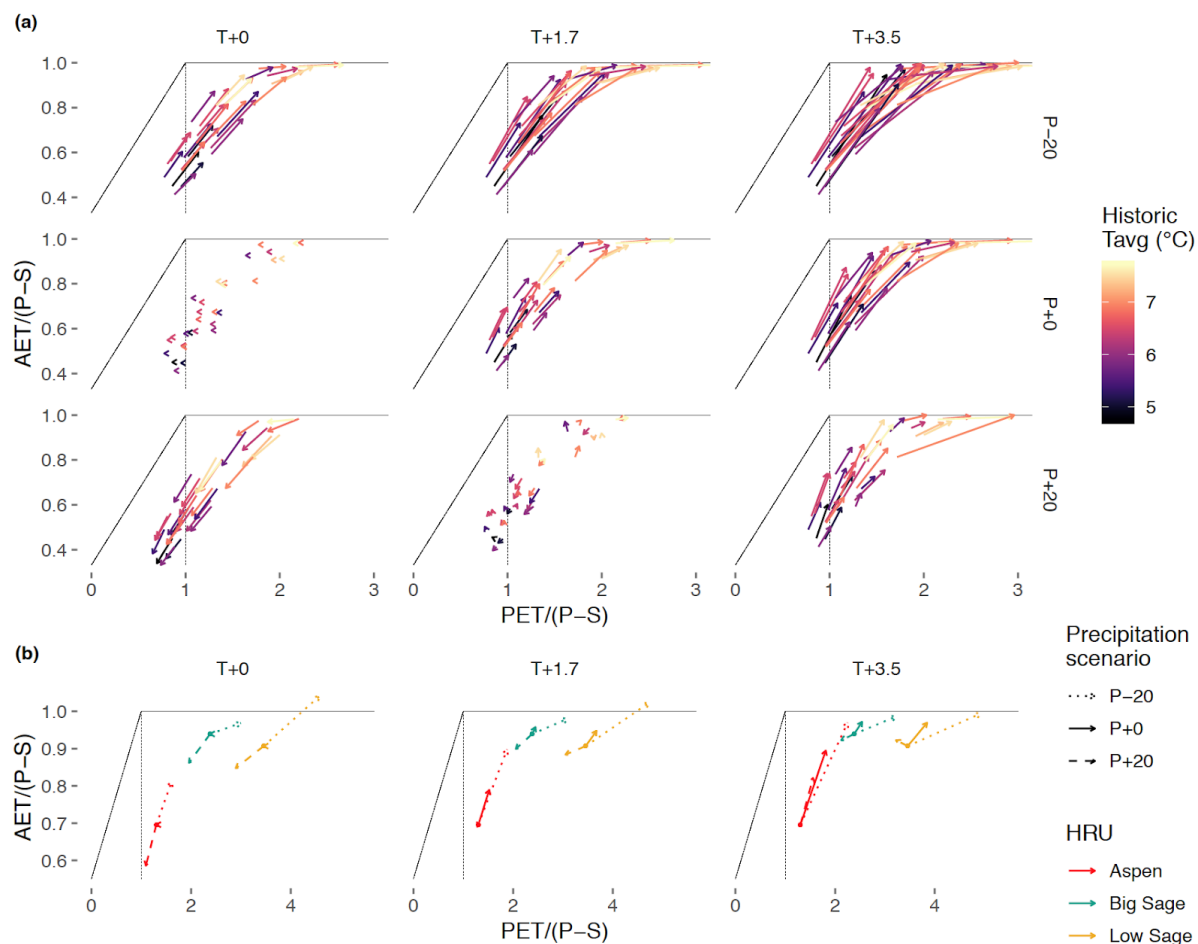 (a)
T+0
T+1.7
T+3.5
1.0
0.8
0.6
0.4
P−20
1.0
0.8
0.6
0.4
P+0
1.0
0.8
0.6
0.4
P+20
AET/(P−S)
0
1
2
3
0
1
2
3
0
1
2
3
PET/(P−S)
Historic
Tavg (°C)
7
6
5
(b)
T+0
T+1.7
T+3.5
1.0
0.9
0.8
0.7
0.6
AET/(P−S)
0
2
4
0
2
4
0
2
4
PET/(P−S)
Precipitation
scenario
P−20
P+0
P+20
HRU
Aspen
Big Sage
Low Sage